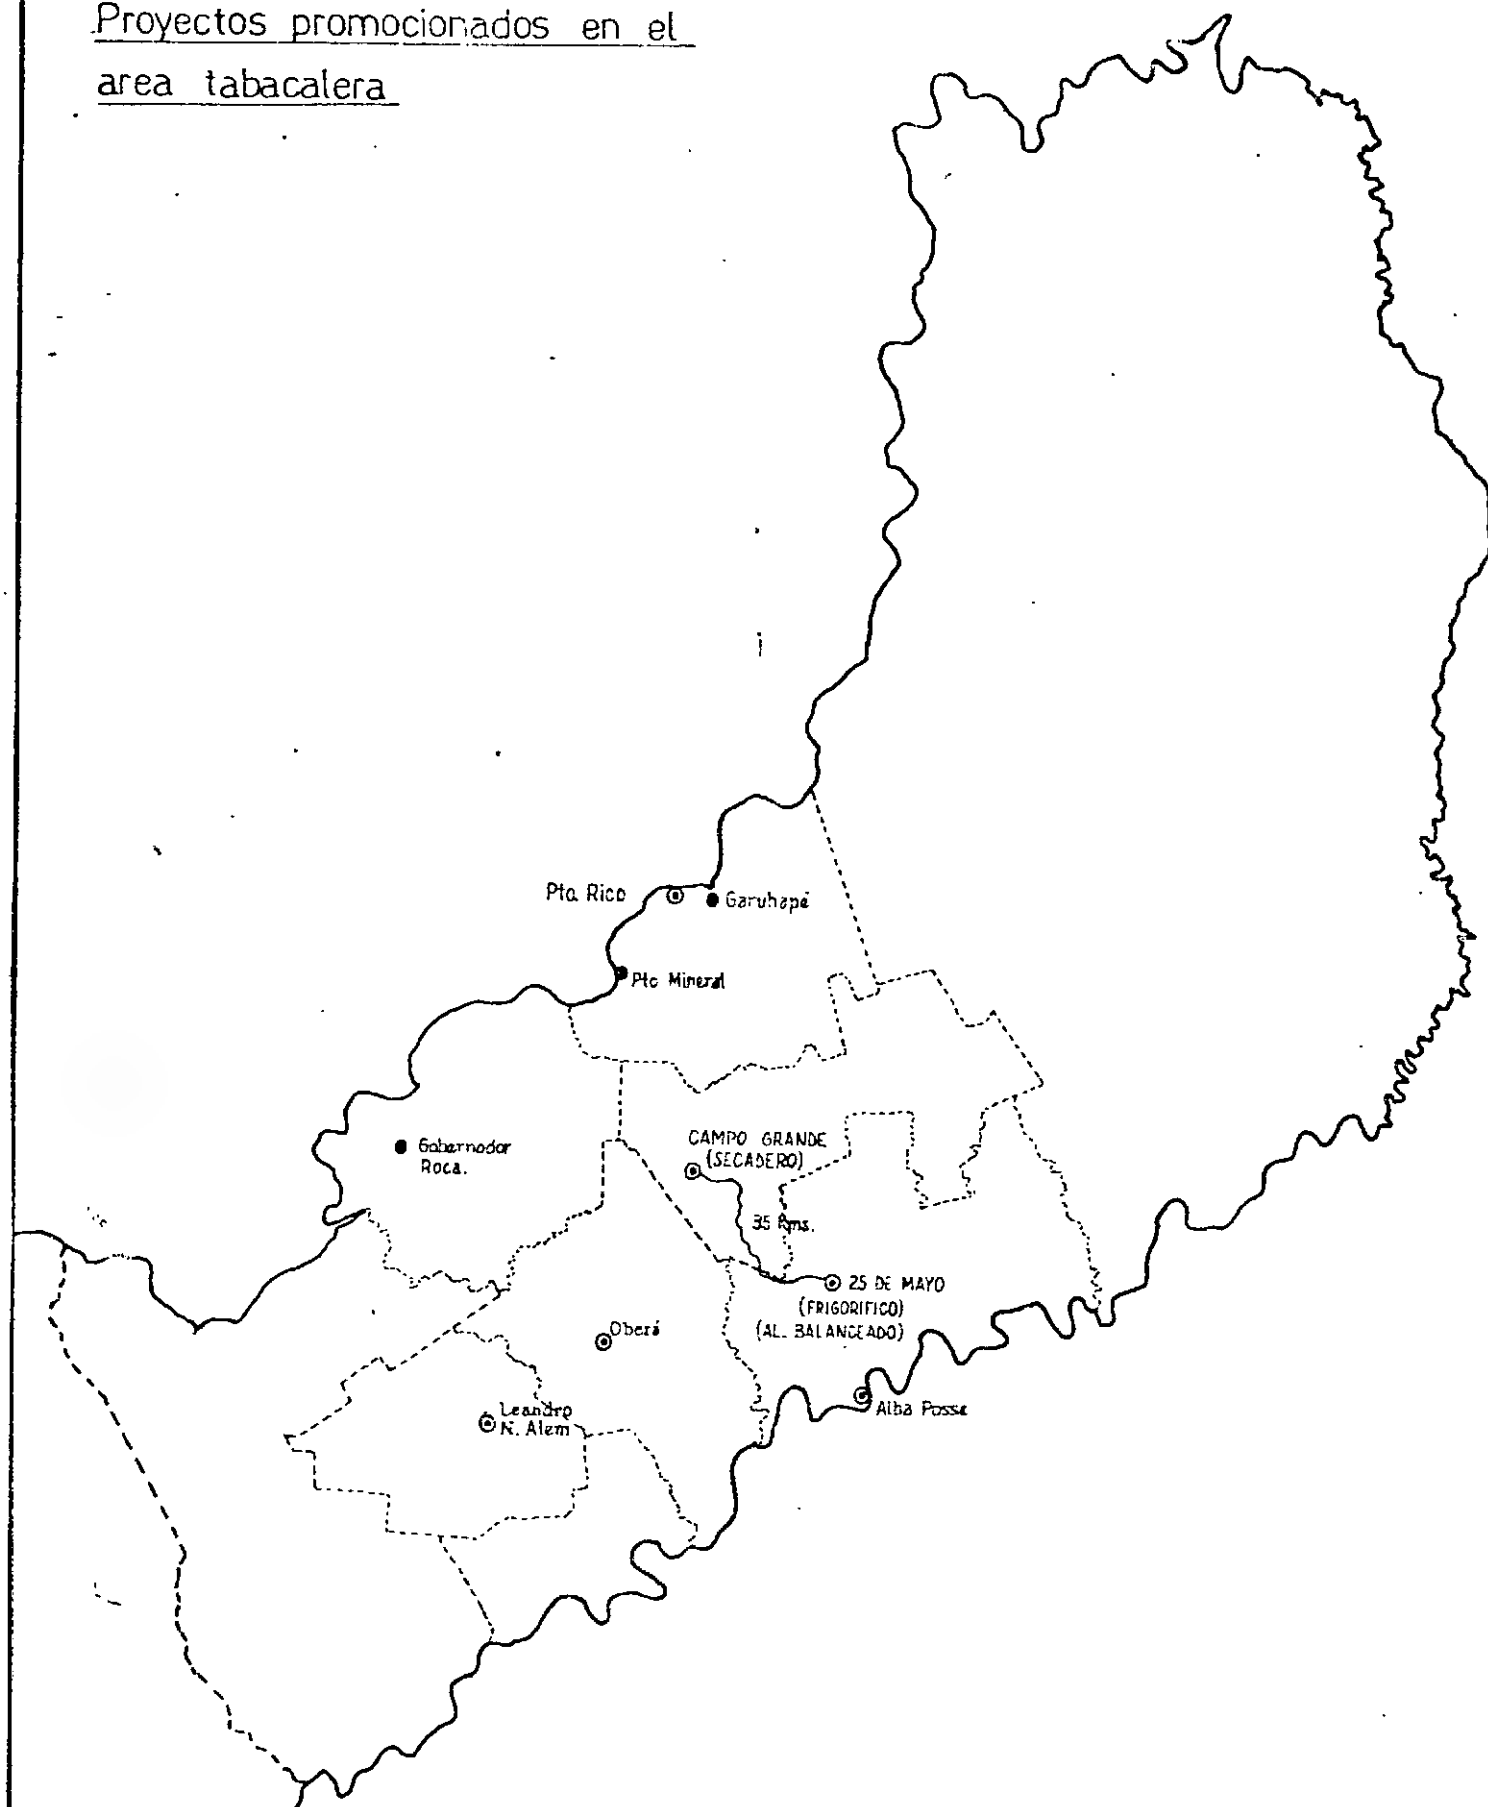 Proyectos promocionados en el
area tabacalera
Pto. Rico
Garuhapé
Pto Mineral
Gobernador
Roca.
CAMPO GRANDE
(SECADERO)
35 Kms.
25 DE MAYO
(FRIGORIFICO)
(AL. BALANCEADO)
Oberá
Leandro
N. Alem
Alba Posse